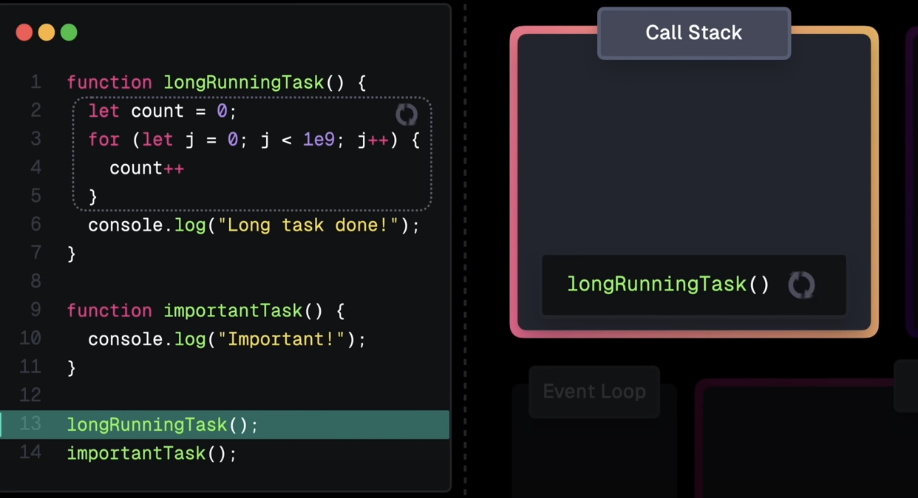 1 function longRunningTask() {
2 let count = 0;
3 for (let j = 0; j < 1e9; j++) {
4 count++
5 }
6 console.log("Long task done!");
7 }
8
9 function importantTask() {
10 console.log("Important!");
11 }
12
13 longRunningTask();
14 importantTask();
Call Stack
longRunningTask()
Event Loop